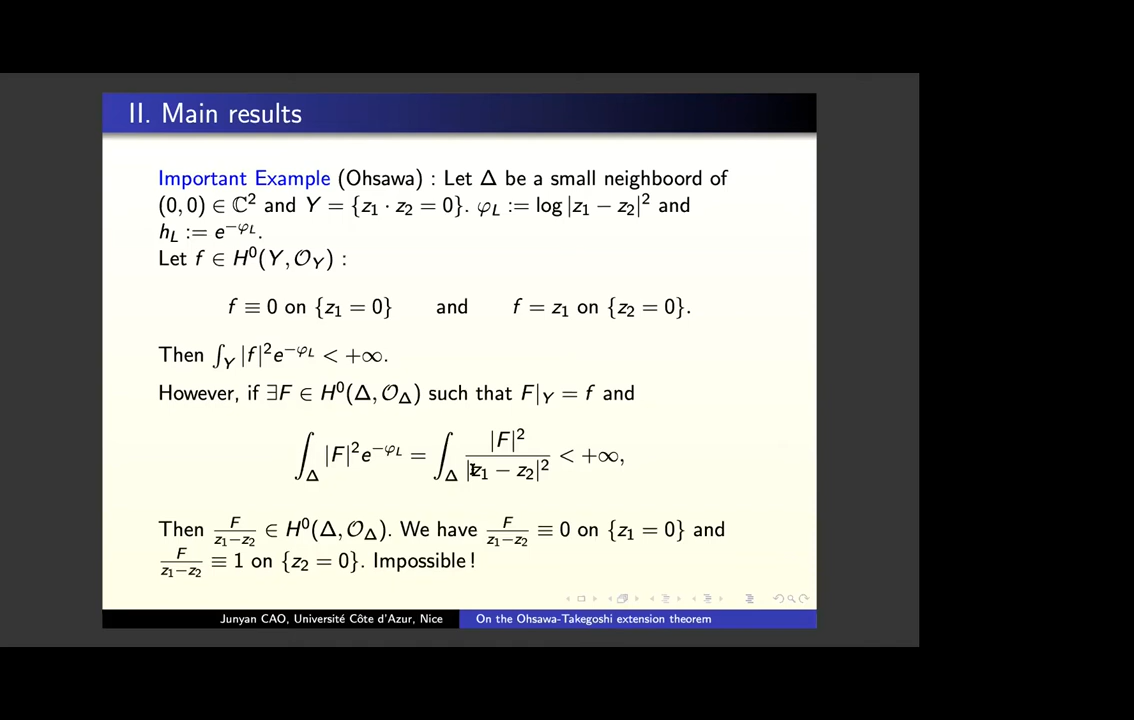 II. Main results
Important Example (Ohsawa) : Let Δ be a small neighboord of
(0, 0) ∈ ℂ² and Y = {z₁ · z₂ = 0}. φ_L := log |z₁ − z₂|² and
h_L := e^{−φ_L}.
Let f ∈ H⁰(Y, 𝒪_Y) :
f ≡ 0 on {z₁ = 0} and f = z₁ on {z₂ = 0}.
Then ∫_Y |f|² e^{−φ_L} < +∞.
However, if ∃F ∈ H⁰(Δ, 𝒪_Δ) such that F|_Y = f and
∫_Δ |F|² e^{−φ_L} = ∫_Δ |F|² / |z₁ − z₂|² < +∞,
Then F/(z₁−z₂) ∈ H⁰(Δ, 𝒪_Δ). We have F/(z₁−z₂) ≡ 0 on {z₁ = 0} and
F/(z₁−z₂) ≡ 1 on {z₂ = 0}. Impossible !
Junyan CAO, Université Côte d'Azur, Nice On the Ohsawa-Takegoshi extension theorem